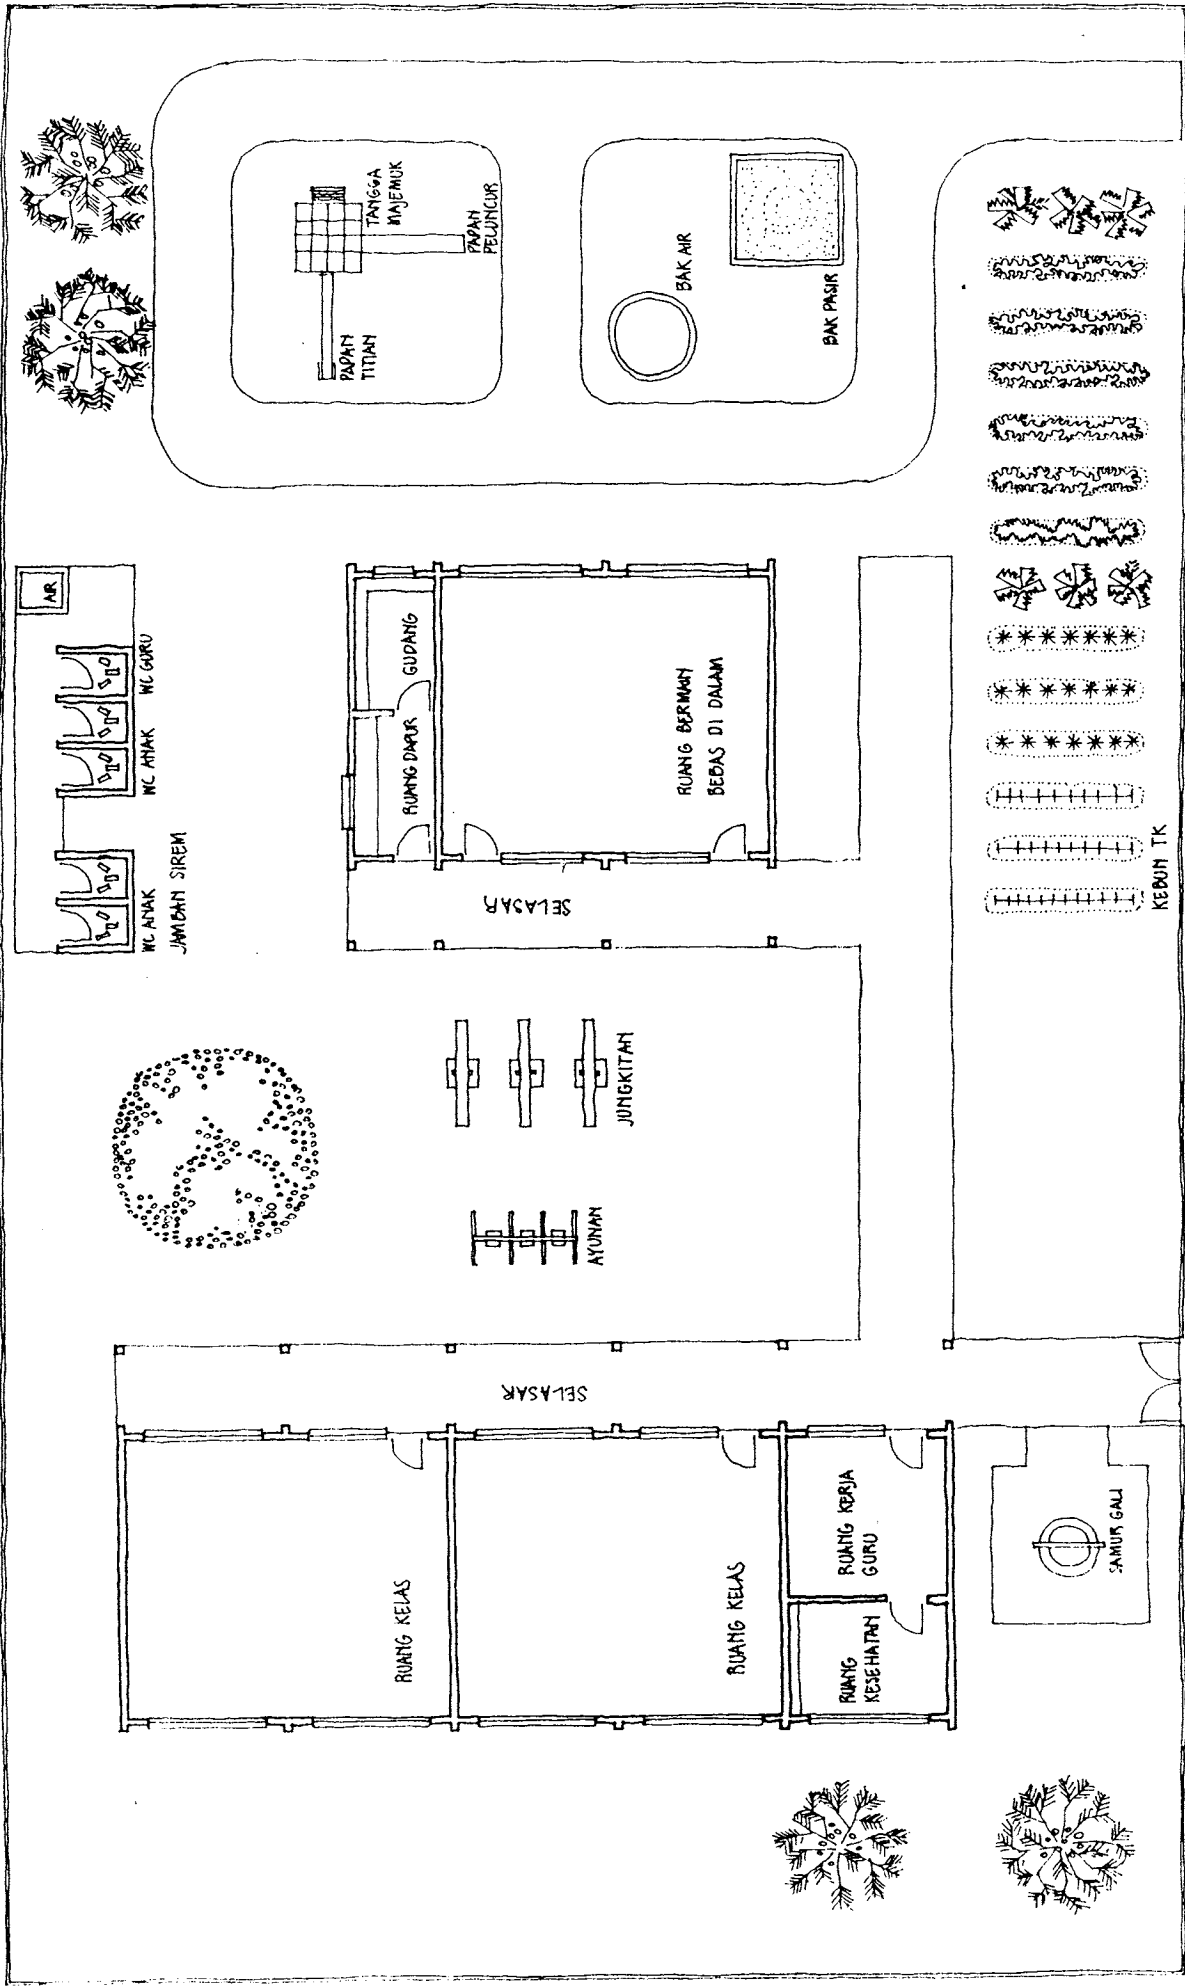 AIR
WC ANAK
WC ANAK
WC GURU
JAMBAN SIREM
PAPAN
TITIAN
TANGGA
MAJEMUK
PAPAN
PELUNCUR
RUANG KELAS
RUANG DAPUR
GUDANG
SELASAR
SELASAR
AYUNAN
JUNGKITAN
RUANG BERMAIN
BEBAS DI DALAM
BAK AIR
BAK PASIR
RUANG KELAS
RUANG
KESEHATAN
RUANG KERJA
GURU
SAMUR GALI
KEBUN TK